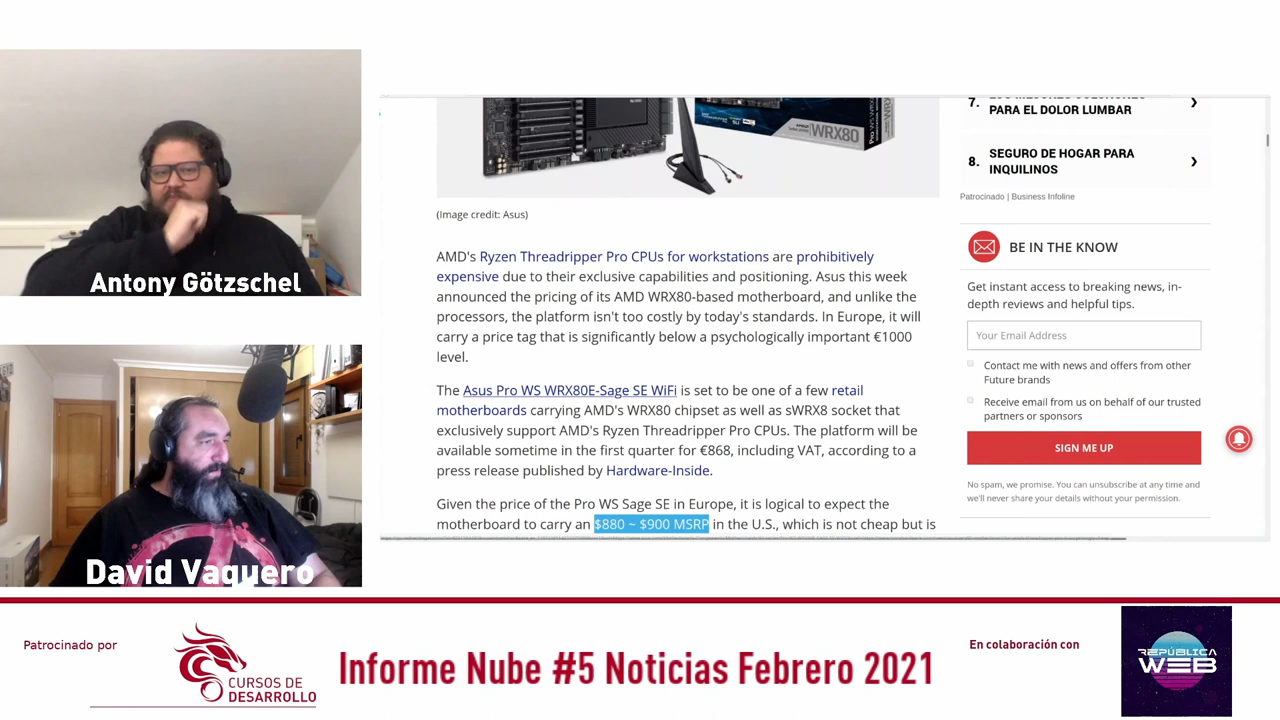 Antony Götzschel
David Vaquero
WRX80
Pro WS WRX80
(Image credit: Asus)
AMD's Ryzen Threadripper Pro CPUs for workstations are prohibitively
expensive due to their exclusive capabilities and positioning. Asus this week
announced the pricing of its AMD WRX80-based motherboard, and unlike the
processors, the platform isn't too costly by today's standards. In Europe, it will
carry a price tag that is significantly below a psychologically important €1000
level.
The Asus Pro WS WRX80E-Sage SE WiFi is set to be one of a few retail
motherboards carrying AMD's WRX80 chipset as well as sWRX8 socket that
exclusively support AMD's Ryzen Threadripper Pro CPUs. The platform will be
available sometime in the first quarter for €868, including VAT, according to a
press release published by Hardware-Inside.
Given the price of the Pro WS Sage SE in Europe, it is logical to expect the
motherboard to carry an $880 ~ $900 MSRP in the U.S., which is not cheap but is
7.
PARA EL DOLOR LUMBAR
8. SEGURO DE HOGAR PARA
INQUILINOS
Patrocinado | Business Infoline
BE IN THE KNOW
Get instant access to breaking news, in-
depth reviews and helpful tips.
Your Email Address
Contact me with news and offers from other
Future brands
Receive email from us on behalf of our trusted
partners or sponsors
SIGN ME UP
No spam, we promise. You can unsubscribe at any time and
we'll never share your details without your permission.
Patrocinado por
CURSOS DE
DESARROLLO
Informe Nube #5 Noticias Febrero 2021
En colaboración con
REPÚBLICA
WEB